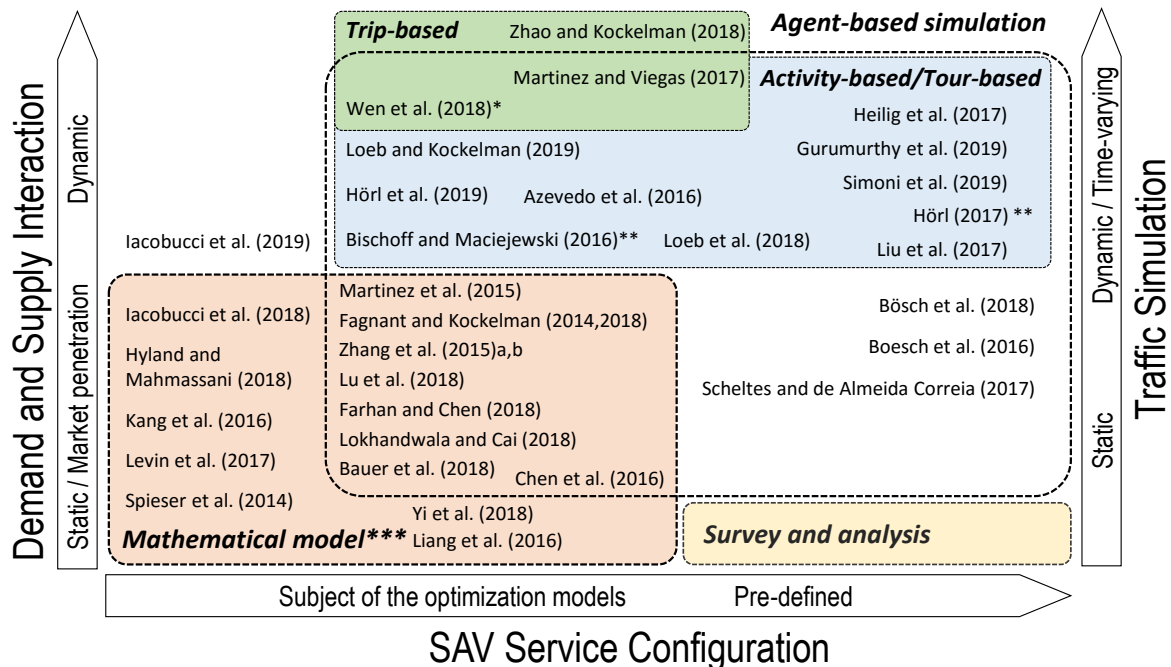 Trip-based
Zhao and Kockelman (2018)
Agent-based simulation
Martinez and Viegas (2017)
Activity-based/Tour-based
Wen et al. (2018)*
Heilig et al. (2017)
Loeb and Kockelman (2019)
Gurumurthy et al. (2019)
Simoni et al. (2019)
Hörl et al. (2019)
Azevedo et al. (2016)
Hörl (2017) **
Iacobucci et al. (2019)
Bischoff and Maciejewski (2016)**
Loeb et al. (2018)
Liu et al. (2017)
Martinez et al. (2015)
Iacobucci et al. (2018)
Fagnant and Kockelman (2014,2018)
Bösch et al. (2018)
Hyland and
Mahmassani (2018)
Zhang et al. (2015)a,b
Boesch et al. (2016)
Lu et al. (2018)
Scheltes and de Almeida Correia (2017)
Kang et al. (2016)
Farhan and Chen (2018)
Lokhandwala and Cai (2018)
Levin et al. (2017)
Bauer et al. (2018)
Chen et al. (2016)
Spieser et al. (2014)
Yi et al. (2018)
Mathematical model***
Liang et al. (2016)
Survey and analysis
Demand and Supply Interaction
Static / Market penetration
Dynamic
Static
Dynamic / Time-varying
Traffic Simulation
Subject of the optimization models
Pre-defined
SAV Service Configuration